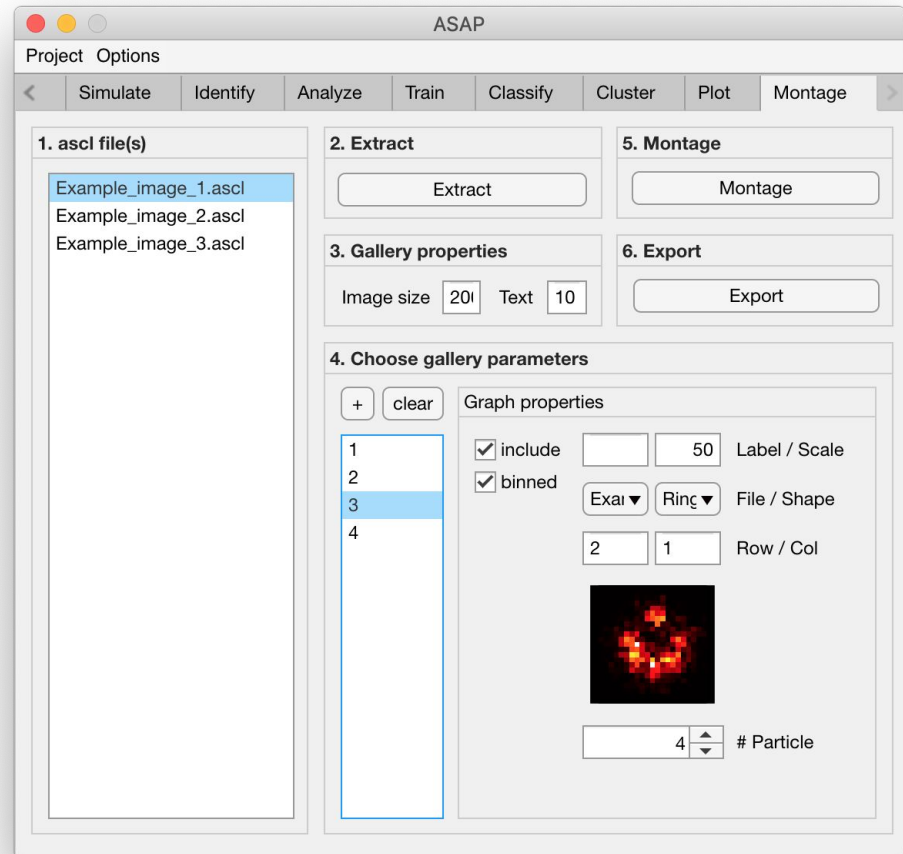 ASAP
Project Options
Simulate Identify Analyze Train Classify Cluster Plot Montage
1. ascl file(s)
Example_image_1.ascl
Example_image_2.ascl
Example_image_3.ascl
2. Extract
Extract
5. Montage
Montage
3. Gallery properties
Image size Text 10
6. Export
Export
4. Choose gallery parameters
+ clear
1
2
3
4
Graph properties
include 50 Label / Scale
binned
File / Shape
2 1 Row / Col
4 # Particle